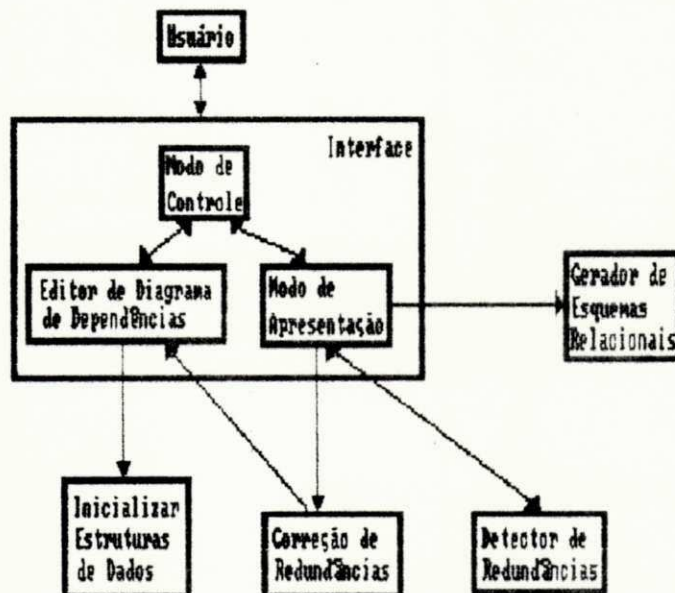 Usuário
Interface
Modo de
Controle
Editor de Diagrama
de Dependências
Modo de
Apresentação
Gerador de
Esquemas
Relacionais
Inicializar
Estruturas
de Dados
Correção de
Redundâncias
Detector de
Redundâncias